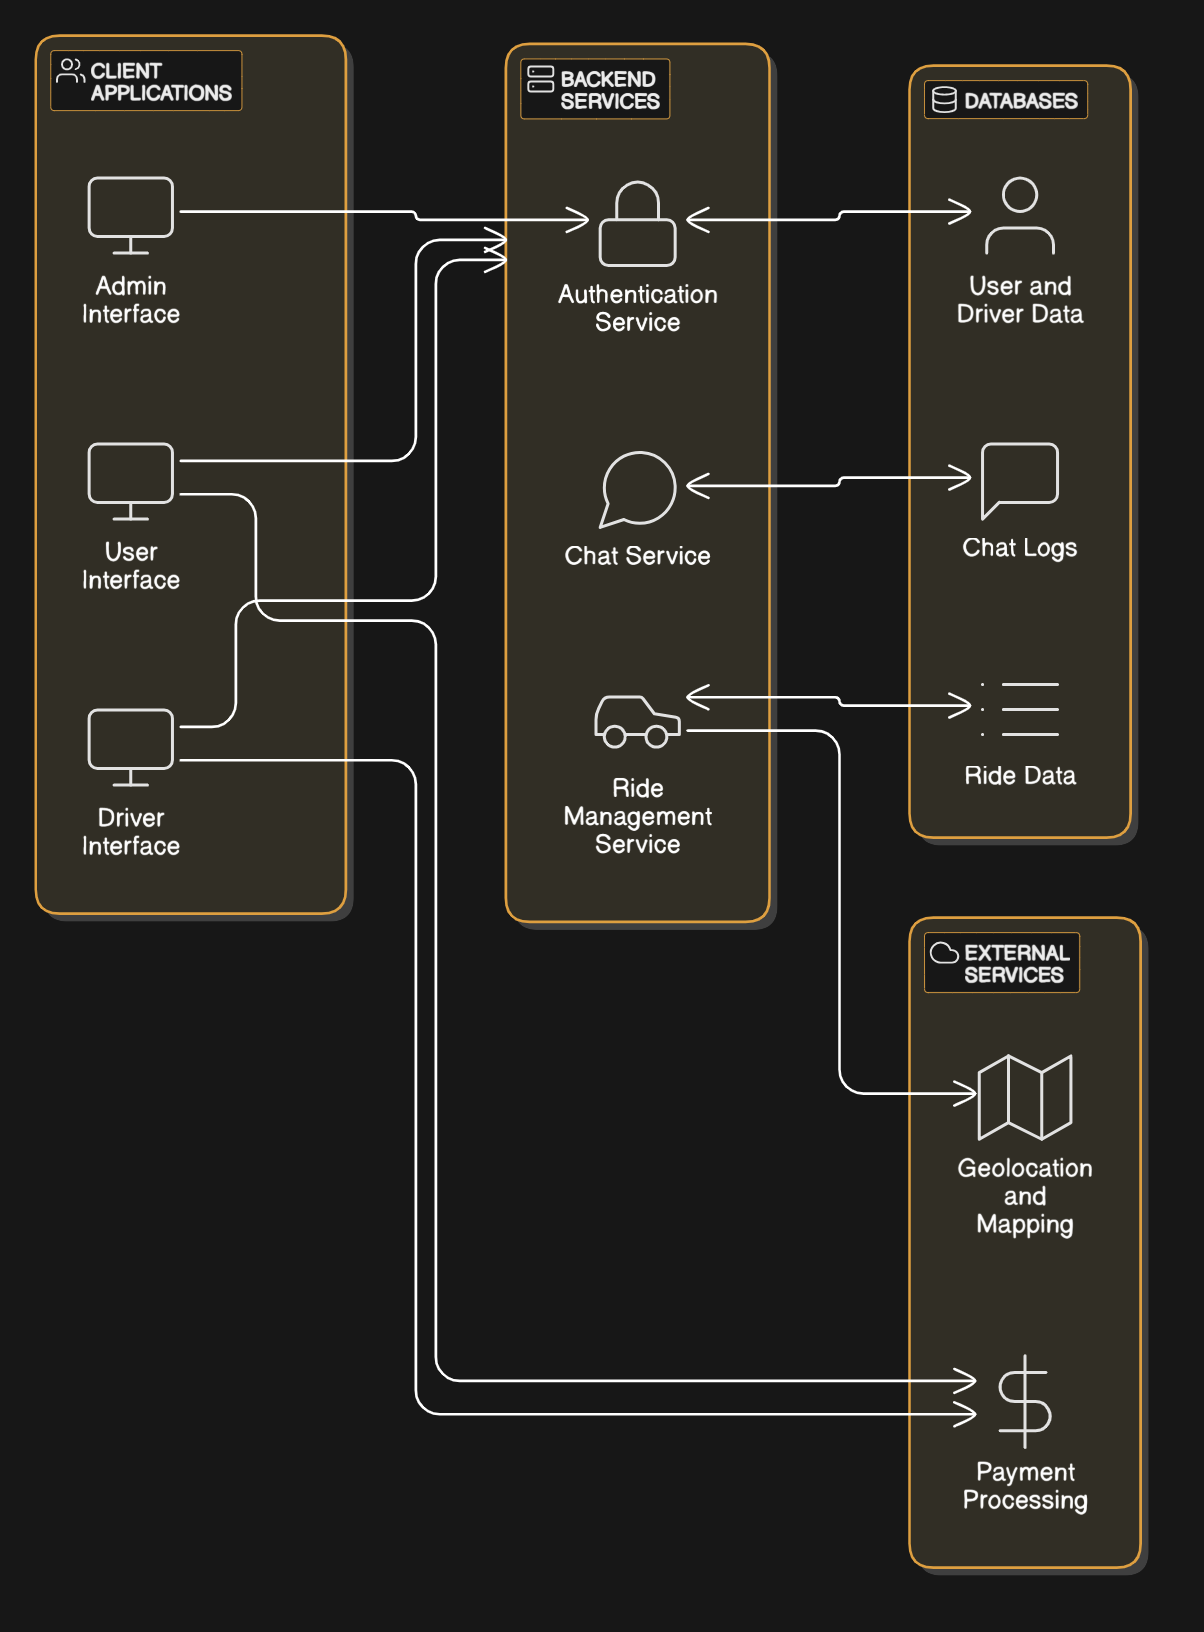 CLIENT
APPLICATIONS
Admin
Interface
User
Interface
Driver
Interface
BACKEND
SERVICES
Authentication
Service
Chat Service
Ride
Management
Service
DATABASES
User and
Driver Data
Chat Logs
Ride Data
EXTERNAL
SERVICES
Geolocation
and
Mapping
Payment
Processing